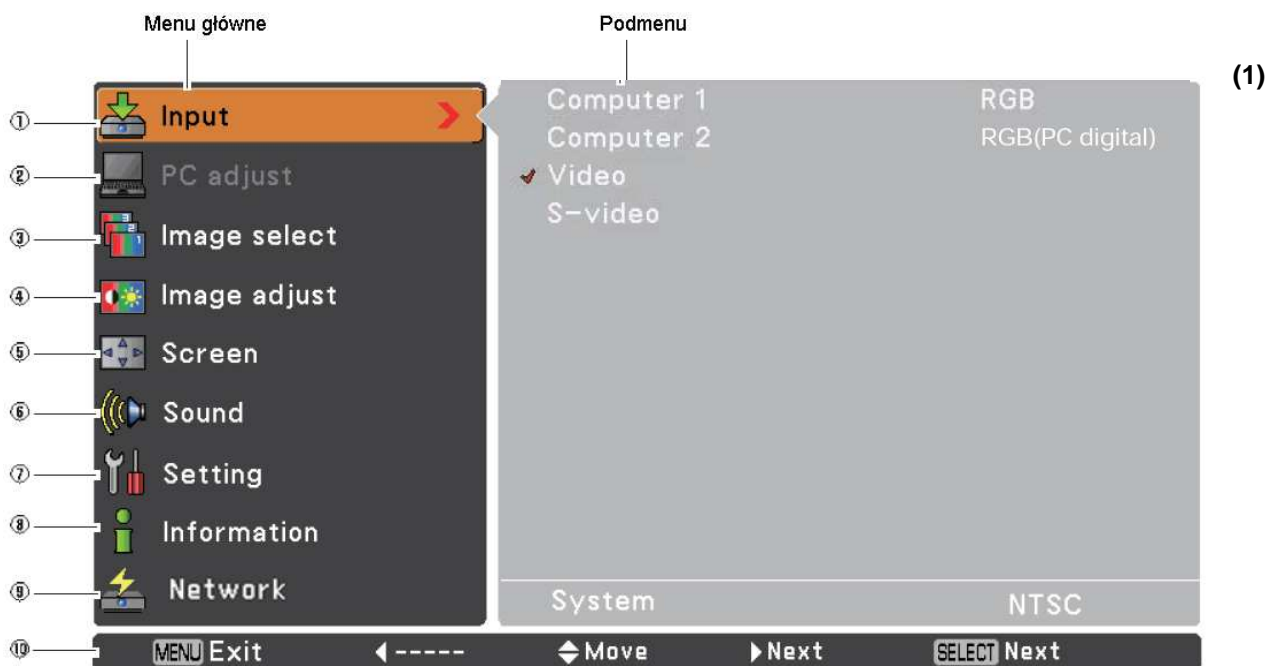 Menu główne Podmenu
(1)
① Input Computer 1 RGB
Computer 2 RGB(PC digital)
② PC adjust Video
S-video
③ Image select
④ Image adjust
⑤ Screen
⑥ Sound
⑦ Setting
⑧ Information
⑨ Network System NTSC
⑩ MENU Exit ----- Move Next SELECT Next